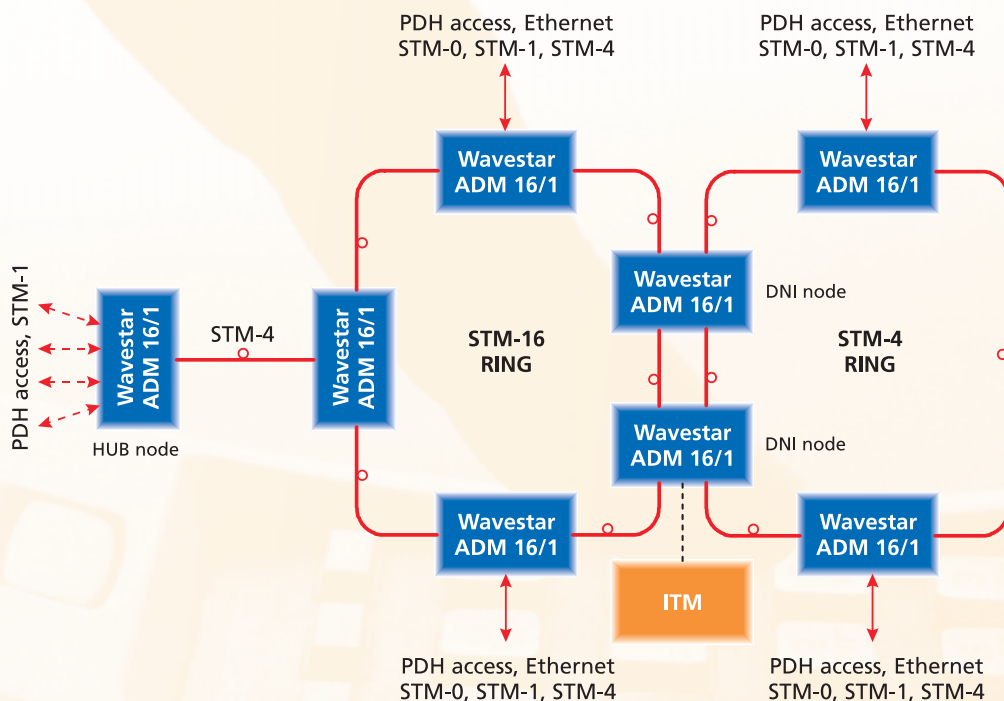 PDH access, Ethernet
STM-0, STM-1, STM-4
PDH access, Ethernet
STM-0, STM-1, STM-4
Wavestar
ADM 16/1
Wavestar
ADM 16/1
PDH access, STM-1
Wavestar
ADM 16/1
HUB node
STM-4
Wavestar
ADM 16/1
STM-16
RING
Wavestar
ADM 16/1
DNI node
STM-4
RING
Wavestar
ADM 16/1
DNI node
Wavestar
ADM 16/1
ITM
Wavestar
ADM 16/1
PDH access, Ethernet
STM-0, STM-1, STM-4
PDH access, Ethernet
STM-0, STM-1, STM-4